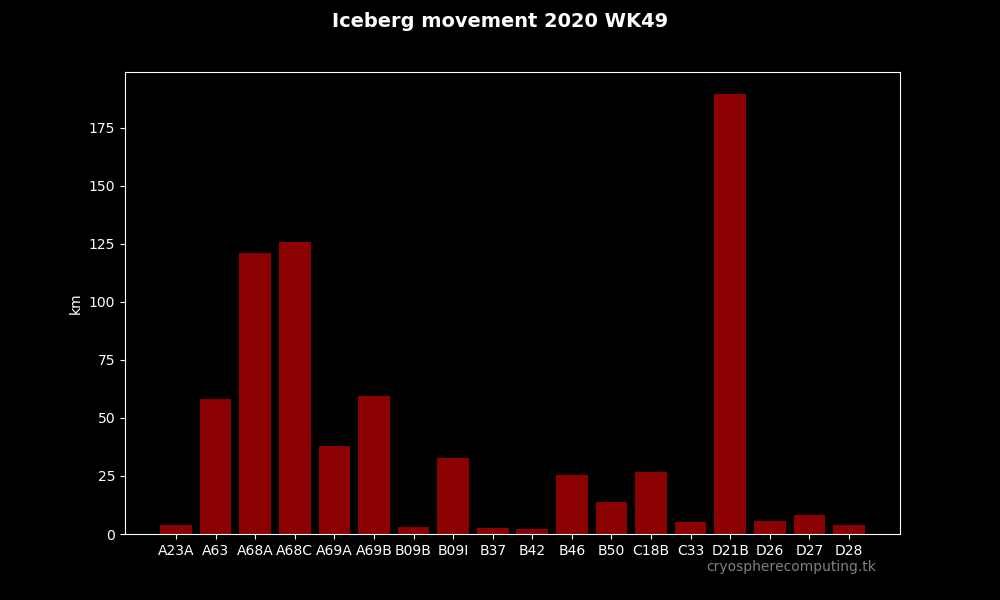 Iceberg movement 2020 WK49
175
150
125
100
75
50
25
0
km
A23A A63 A68A A68C A69A A69B B09B B09I B37 B42 B46 B50 C18B C33 D21B D26 D27 D28
cryospherecomputing.tk